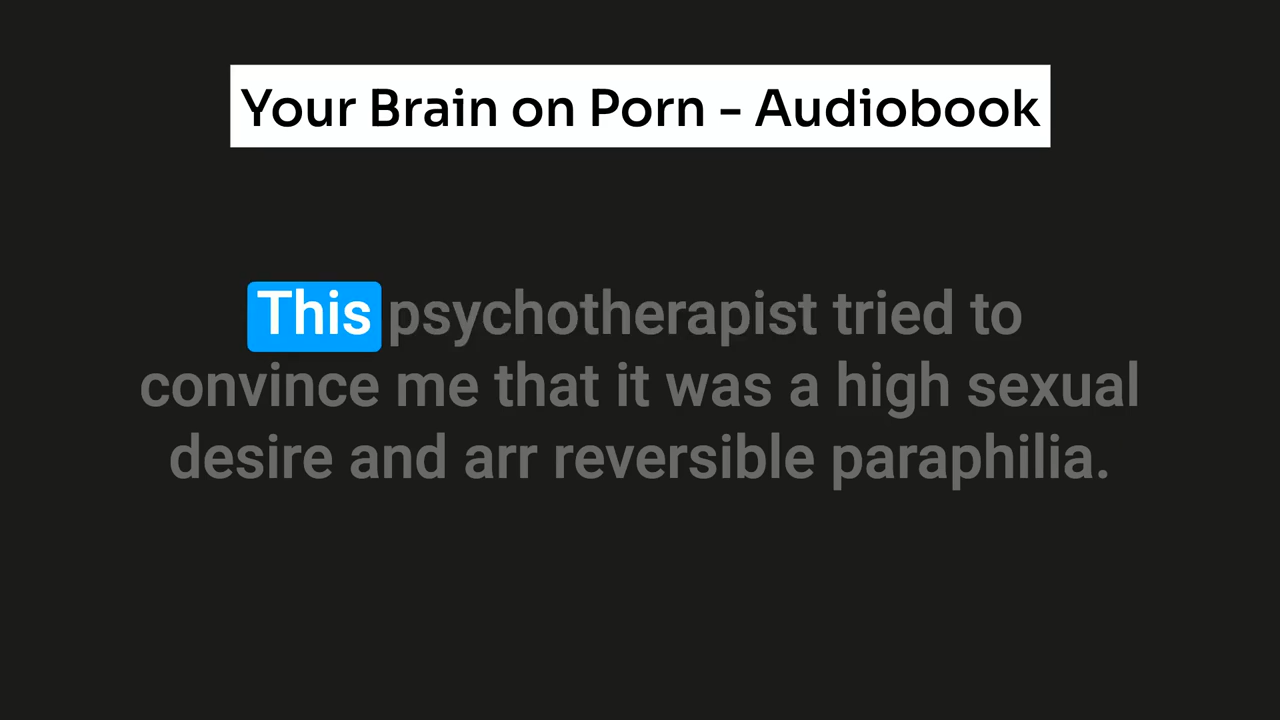 Your Brain on Porn - Audiobook
This psychotherapist tried to
convince me that it was a high sexual
desire and arr reversible paraphilia.